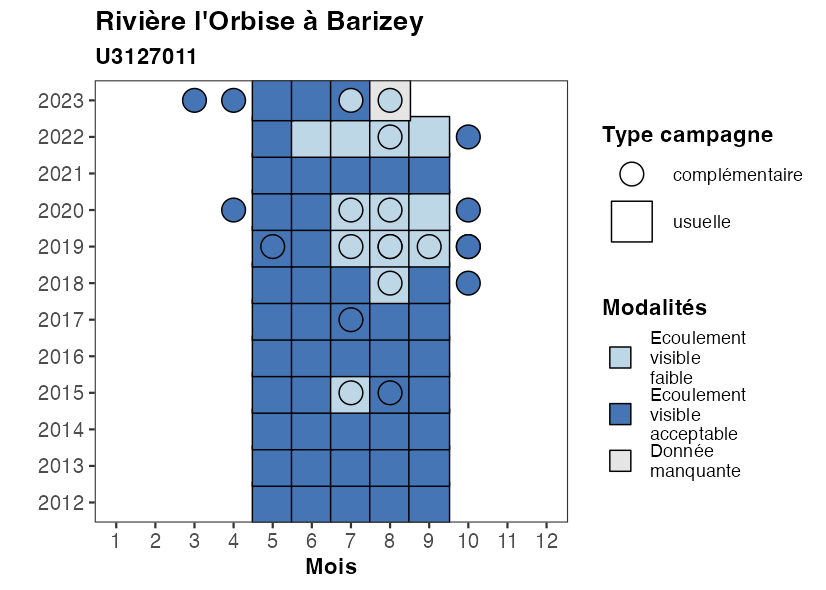 Rivière l'Orbise à Barizey
U3127011
2023
2022
2021
2020
2019
2018
2017
2016
2015
2014
2013
2012
1 2 3 4 5 6 7 8 9 10 11 12
Mois
Type campagne
complémentaire
usuelle
Modalités
Ecoulement
visible
faible
Ecoulement
visible
acceptable
Donnée
manquante